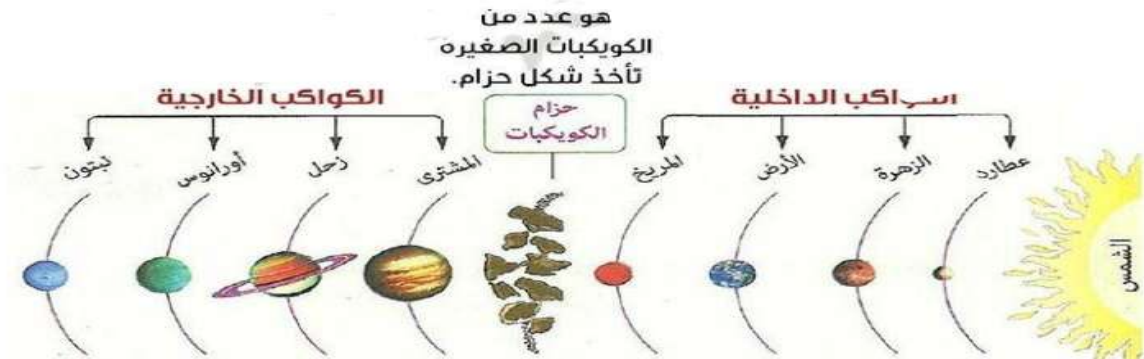 هو عدد من
الكويكبات الصغيره
تأخذ شكل حزام.
الداخلية
حزام
الكويكبات
الكواكب الخارجية
عطارد
الزهرة
الأرض
المريخ
المشترى
زحل
أورانوس
نبتون
الشمس